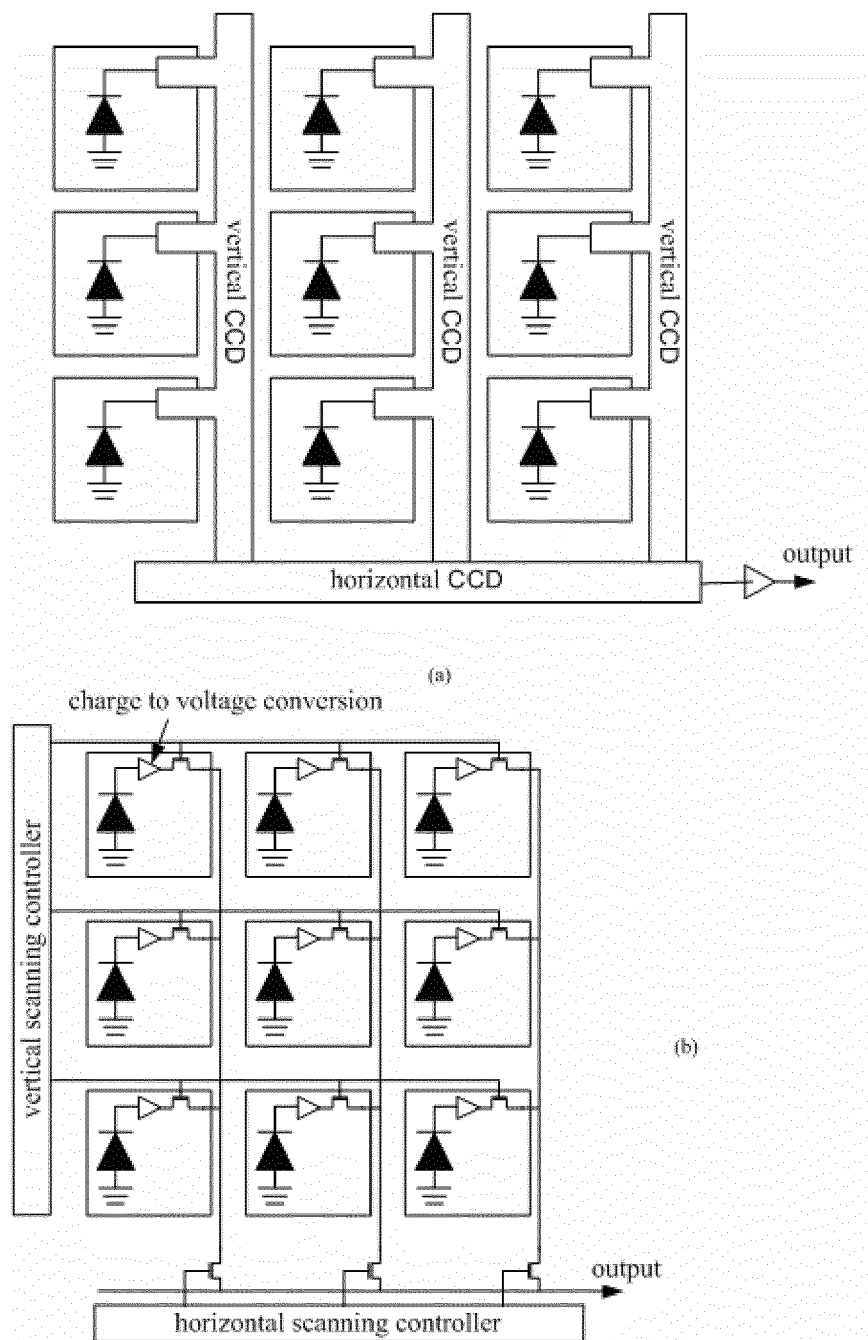 vertical CCD
vertical CCD
vertical CCD
horizontal CCD
output
(a)
charge to voltage conversion
vertical scanning controller
(b)
output
horizontal scanning controller